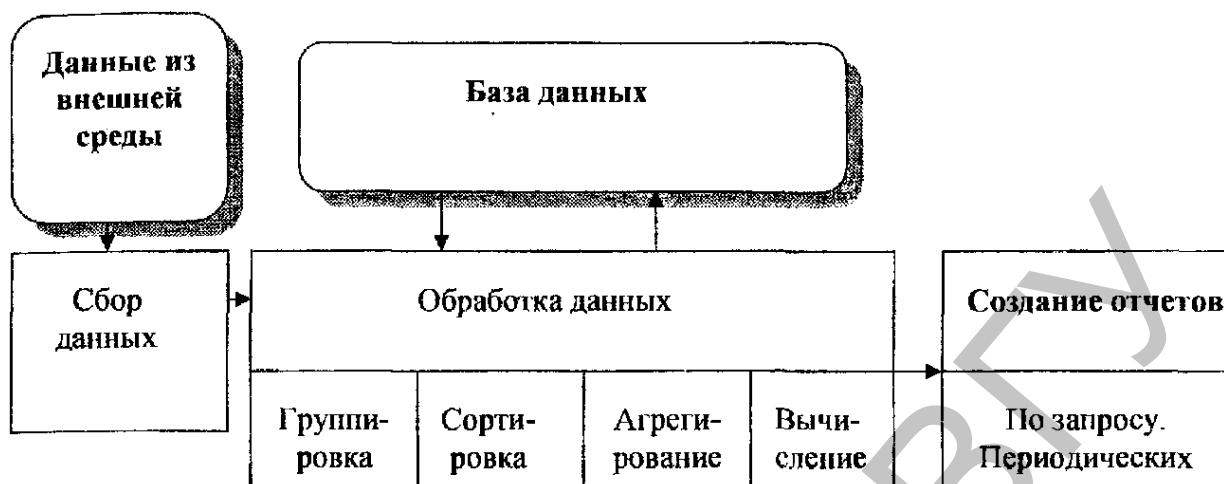 Данные из
внешней
среды
База данных
Сбор
данных
Обработка данных
Создание отчетов
Группи-
ровка
Сорти-
ровка
Агреги-
рование
Вычи-
сление
По запросу.
Периодических
ВГУ